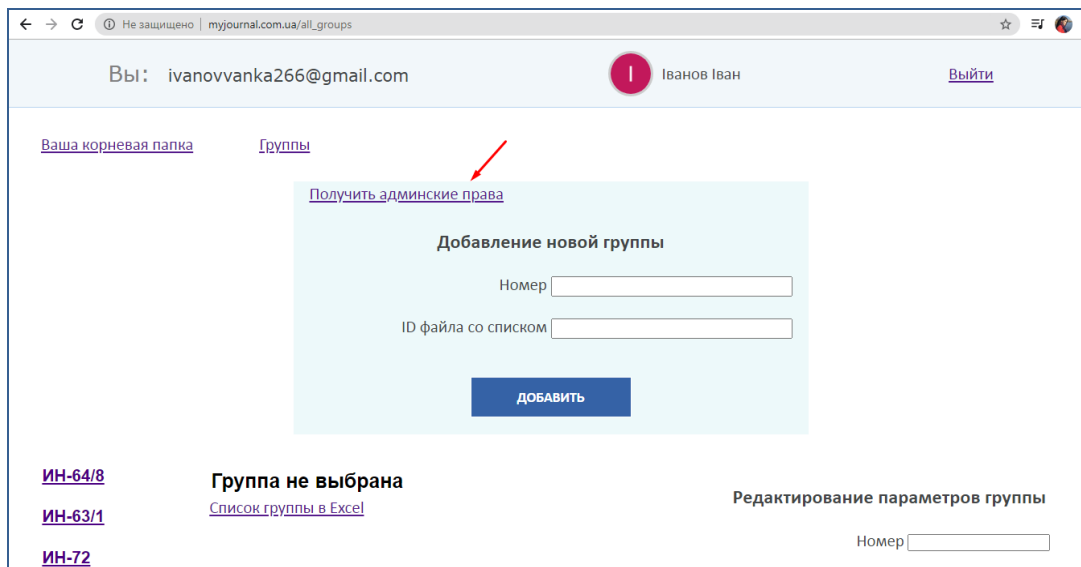 Не защищено | myjournal.com.ua/all_groups
Вы: ivanovvanka266@gmail.com I Іванов Іван Выйти
Ваша корневая папка Группы
Получить админские права
Добавление новой группы
Номер
ID файла со списком
ДОБАВИТЬ
ИН-64/8
Группа не выбрана
Список группы в Excel
Редактирование параметров группы
ИН-63/1
Номер
ИН-72